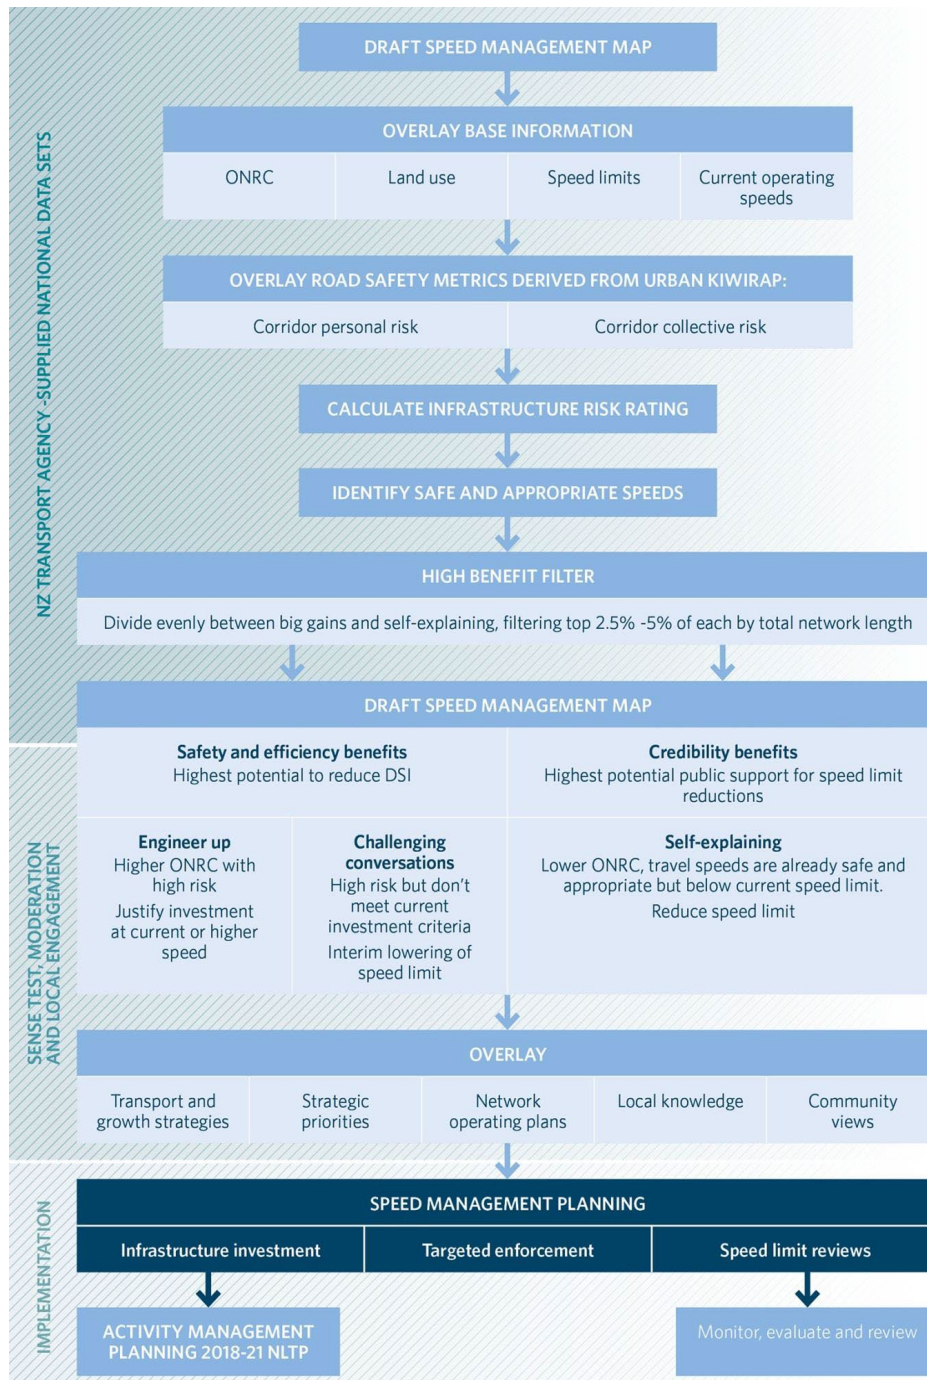 DRAFT SPEED MANAGEMENT MAP
OVERLAY BASE INFORMATION
ONRC
Land use
Speed limits
Current operating
speeds
OVERLAY ROAD SAFETY METRICS DERIVED FROM URBAN KIWIRAP:
Corridor personal risk
Corridor collective risk
CALCULATE INFRASTRUCTURE RISK RATING
IDENTIFY SAFE AND APPROPRIATE SPEEDS
HIGH BENEFIT FILTER
Divide evenly between big gains and self-explaining, filtering top 2.5% -5% of each by total network length
NZ TRANSPORT AGENCY -SUPPLIED NATIONAL DATA SETS
DRAFT SPEED MANAGEMENT MAP
Safety and efficiency benefits
Highest potential to reduce DSI
Credibility benefits
Highest potential public support for speed limit
reductions
Engineer up
Higher ONRC with
high risk
Justify investment
at current or higher
speed
Challenging
conversations
High risk but don't
meet current
investment criteria
Interim lowering of
speed limit
Self-explaining
Lower ONRC, travel speeds are already safe and
appropriate but below current speed limit.
Reduce speed limit
OVERLAY
Transport and
growth strategies
Strategic
priorities
Network
operating plans
Local knowledge
Community
views
SENSE TEST, MODERATION
AND LOCAL ENGAGEMENT
SPEED MANAGEMENT PLANNING
Infrastructure investment
Targeted enforcement
Speed limit reviews
ACTIVITY MANAGEMENT
PLANNING 2018-21 NLTP
Monitor, evaluate and review
IMPLEMENTATION